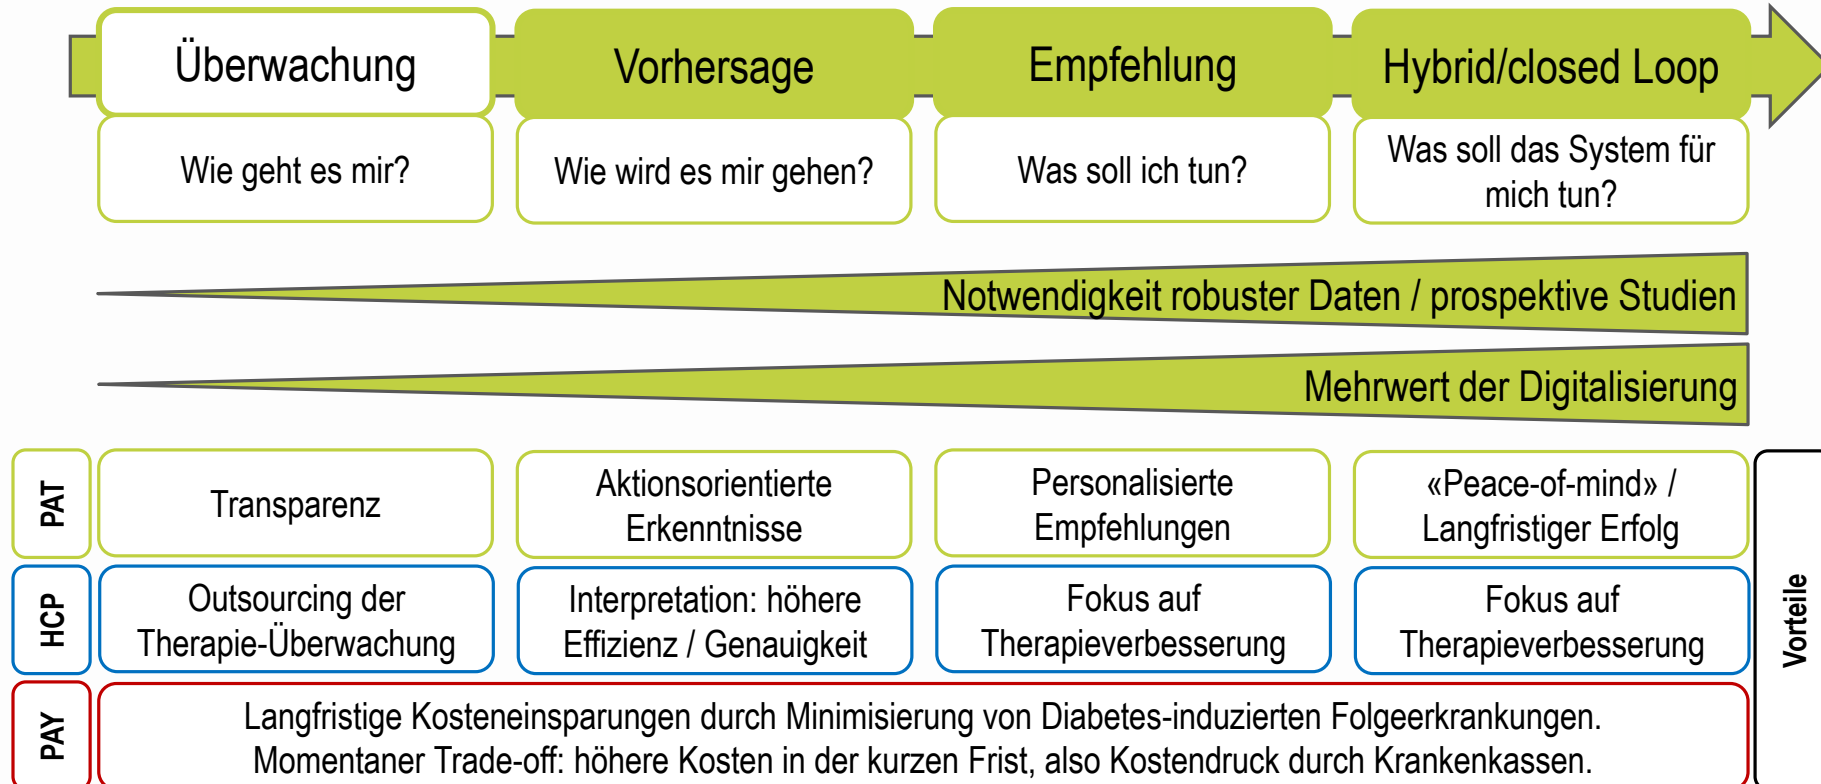 Überwachung
Vorhersage
Empfehlung
Hybrid/closed Loop
Wie geht es mir?
Wie wird es mir gehen?
Was soll ich tun?
Was soll das System für
mich tun?
Notwendigkeit robuster Daten / prospektive Studien
Mehrwert der Digitalisierung
PAT
Transparenz
Aktionsorientierte
Erkenntnisse
Personalisierte
Empfehlungen
«Peace-of-mind» /
Langfristiger Erfolg
HCP
Outsourcing der
Therapie-Überwachung
Interpretation: höhere
Effizienz / Genauigkeit
Fokus auf
Therapieverbesserung
Fokus auf
Therapieverbesserung
PAY
Langfristige Kosteneinsparungen durch Minimisierung von Diabetes-induzierten Folgeerkrankungen.
Momentaner Trade-off: höhere Kosten in der kurzen Frist, also Kostendruck durch Krankenkassen.
Vorteile